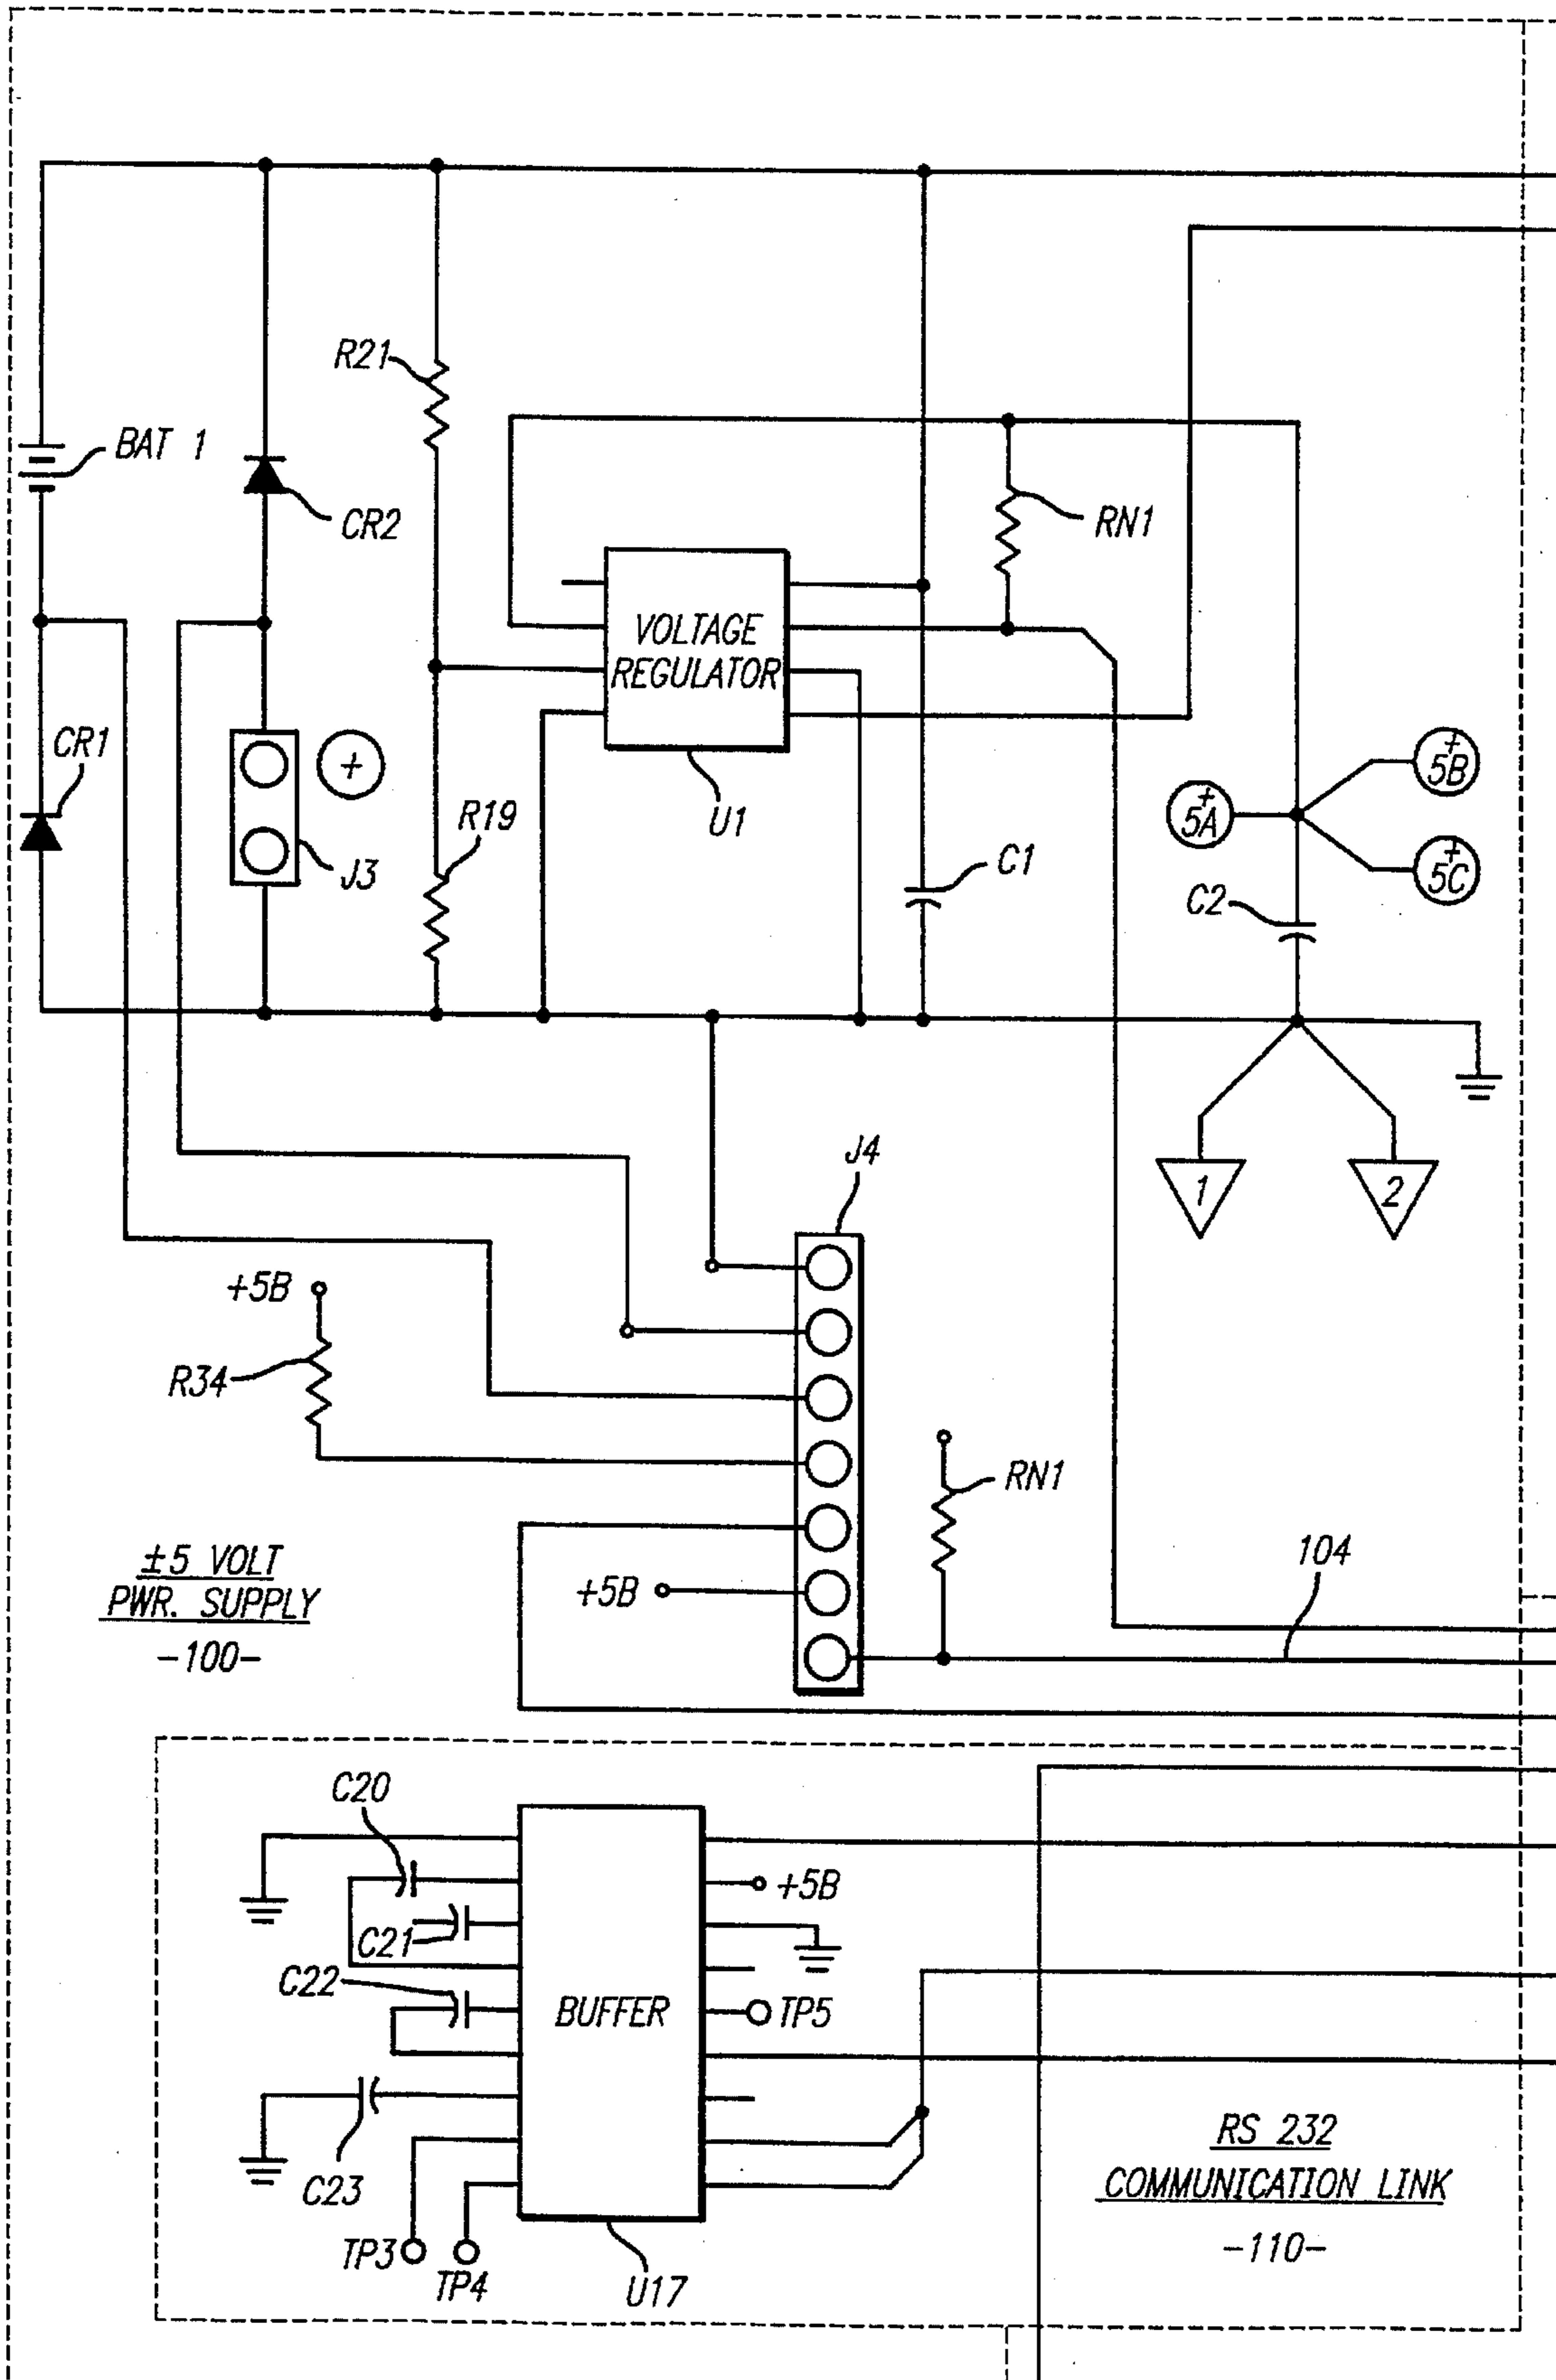 R21
BAT 1
CR2
RN1
VOLTAGE
REGULATOR
CR1
+
+
5B
+
5A
R19
U1
J3
C1
+
5C
C2
J4
1
2
+5B
R34
RN1
±5 VOLT
PWR. SUPPLY
-100-
+5B
104
C20
+5B
C21
C22
BUFFER
TP5
RS 232
COMMUNICATION LINK
-110-
C23
TP3
TP4
U17